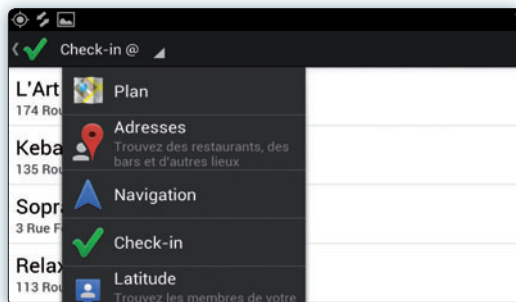 Check-in @
L'Art
174 Rou
Plan
Adresses
Trouvez des restaurants, des
bars et d'autres lieux
Keba
135 Rou
Navigation
Sopra
3 Rue F
Check-in
Relax
113 Rou
Latitude
Trouvez les membres de votre